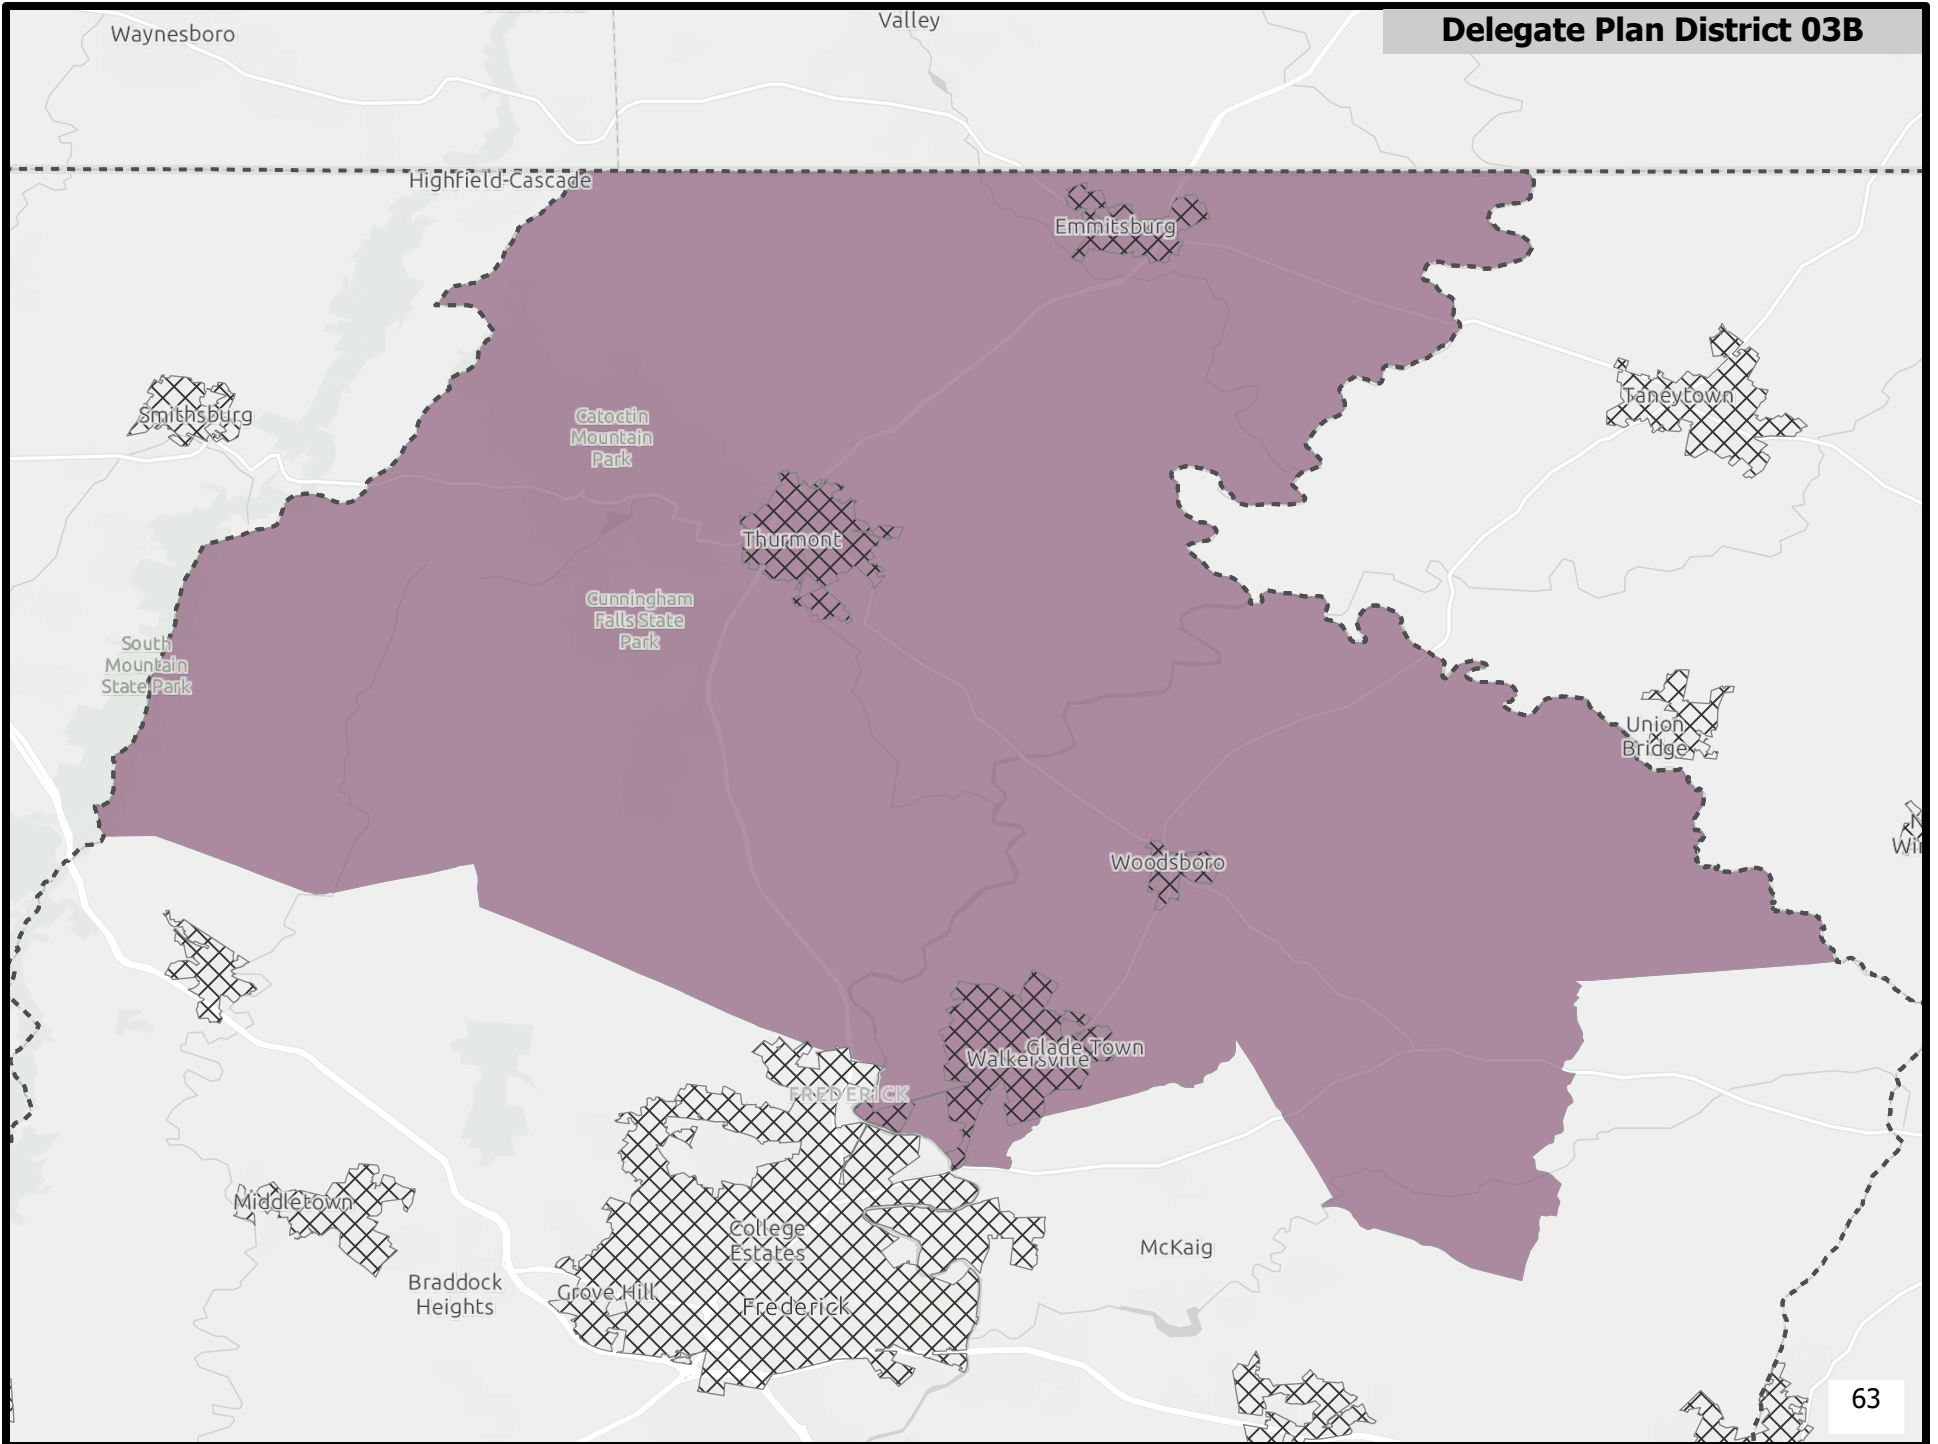 Waynesboro
Valley
Delegate Plan District 03B
Highfield-Cascade
Emmitsburg
Smithsburg
Catoctin
Mountain
Park
Taneytown
Thurmont
Cunningham
Falls State
Park
South
Mountain
State Park
Union
Bridge
Woodsboro
N
Wi
Glade Town
Walkersville
FREDERICK
Middletown
College
Estates
McKaig
Braddock
Heights
Grove Hill
Frederick
63